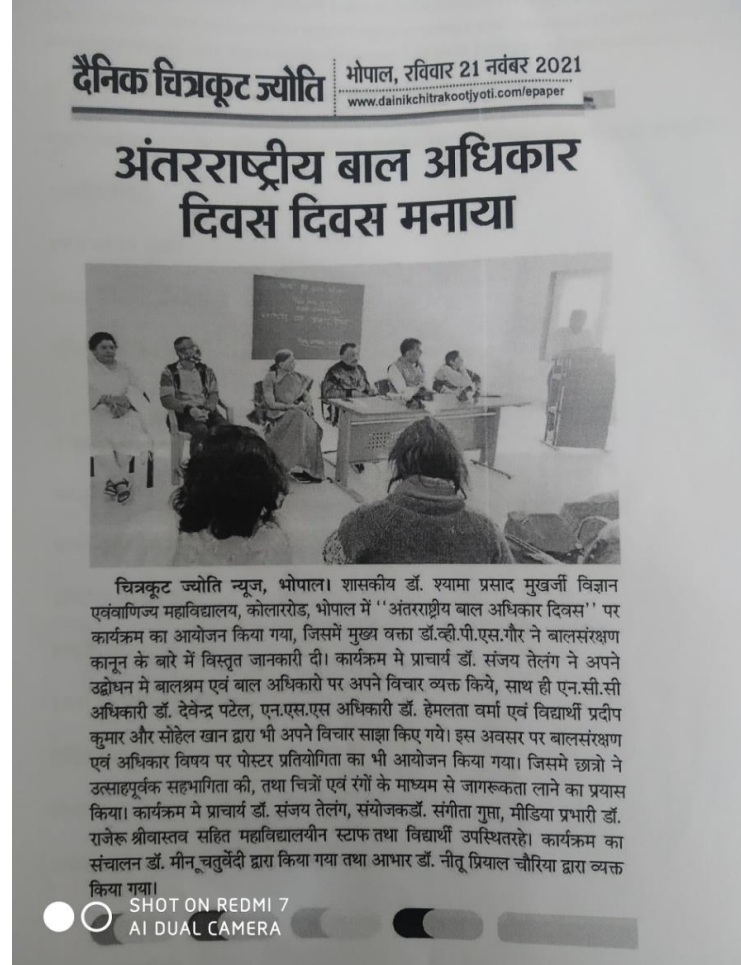 दैनिक चित्रकूट ज्योति
भोपाल, रविवार 21 नवंबर 2021
www.dainikchitrakootjyoti.com/epaper
अंतरराष्ट्रीय बाल अधिकार
दिवस दिवस मनाया
चित्रकूट ज्योति न्यूज, भोपाल। शासकीय डॉ. श्यामा प्रसाद मुखर्जी विज्ञान
एवंवाणिज्य महाविद्यालय, कोलाररोड, भोपाल में ''अंतरराष्ट्रीय बाल अधिकार दिवस'' पर
कार्यक्रम का आयोजन किया गया, जिसमें मुख्य वक्ता डॉ.व्ही.पी.एस.गौर ने बालसंरक्षण
कानून के बारे में विस्तृत जानकारी दी। कार्यक्रम मे प्राचार्य डॉ. संजय तेलंग ने अपने
उद्बोधन मे बालश्रम एवं बाल अधिकारो पर अपने विचार व्यक्त किये, साथ ही एन.सी.सी
अधिकारी डॉ. देवेन्द्र पटेल, एन.एस.एस अधिकारी डॉ. हेमलता वर्मा एवं विद्यार्थी प्रदीप
कुमार और सोहेल खान द्वारा भी अपने विचार साझा किए गये। इस अवसर पर बालसंरक्षण
एवं अधिकार विषय पर पोस्टर प्रतियोगिता का भी आयोजन किया गया। जिसमे छात्रो ने
उत्साहपूर्वक सहभागिता की, तथा चित्रों एवं रंगों के माध्यम से जागरूकता लाने का प्रयास
किया। कार्यक्रम मे प्राचार्य डॉ. संजय तेलंग, संयोजकडॉ. संगीता गुप्ता, मीडिया प्रभारी डॉ.
राजेरू श्रीवास्तव सहित महाविद्यालयीन स्टाफ तथा विद्यार्थी उपस्थितरहे। कार्यक्रम का
संचालन डॉ. मीनू चतुर्वेदी द्वारा किया गया तथा आभार डॉ. नीतू प्रियाल चौरिया द्वारा व्यक्त
किया गया।
SHOT ON REDMI 7
AI DUAL CAMERA